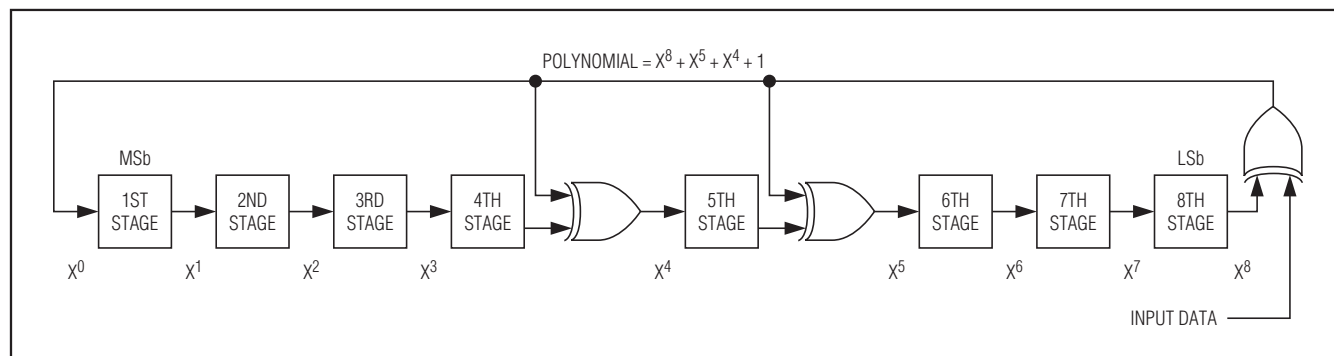 POLYNOMIAL = X⁸ + X⁵ + X⁴ + 1
MSb
LSb
1ST
STAGE
2ND
STAGE
3RD
STAGE
4TH
STAGE
5TH
STAGE
6TH
STAGE
7TH
STAGE
8TH
STAGE
X⁰
X¹
X²
X³
X⁴
X⁵
X⁶
X⁷
X⁸
INPUT DATA